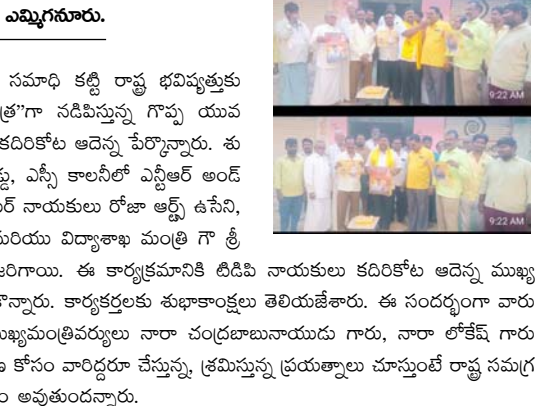 ఎమ్మిగనూరు.
సమాధి కట్టి రాష్ట్ర భవిష్యత్తుకు
త్ర”గా నడిపిస్తున్న గొప్ప యువ
కదిరికోట ఆదెన్న పేర్కొన్నారు. శు
డ్డు, ఎస్సీ కాలనీలో ఎన్టీఆర్ అండ్
ర్ నాయకులు రోజా ఆర్ట్స్ ఉసేని,
మరియు విద్యాశాఖ మంత్రి గౌ శ్రీ
జరిగాయి. ఈ కార్యక్రమానికి టిడిపి నాయకులు కదిరికోట ఆదెన్న ముఖ్య
కొన్నారు. కార్యకర్తలకు శుభాకాంక్షలు తెలియజేశారు. ఈ సందర్భంగా వారు
ముఖ్యమంత్రివర్యులు నారా చంద్రబాబునాయుడు గారు, నారా లోకేష్ గారు
ణ కోసం వారిద్దరూ చేస్తున్న, శ్రమిస్తున్న ప్రయత్నాలు చూస్తుంటే రాష్ట్ర సమగ్ర
ం అవుతుందన్నారు.
9:22 AM
9:22 AM